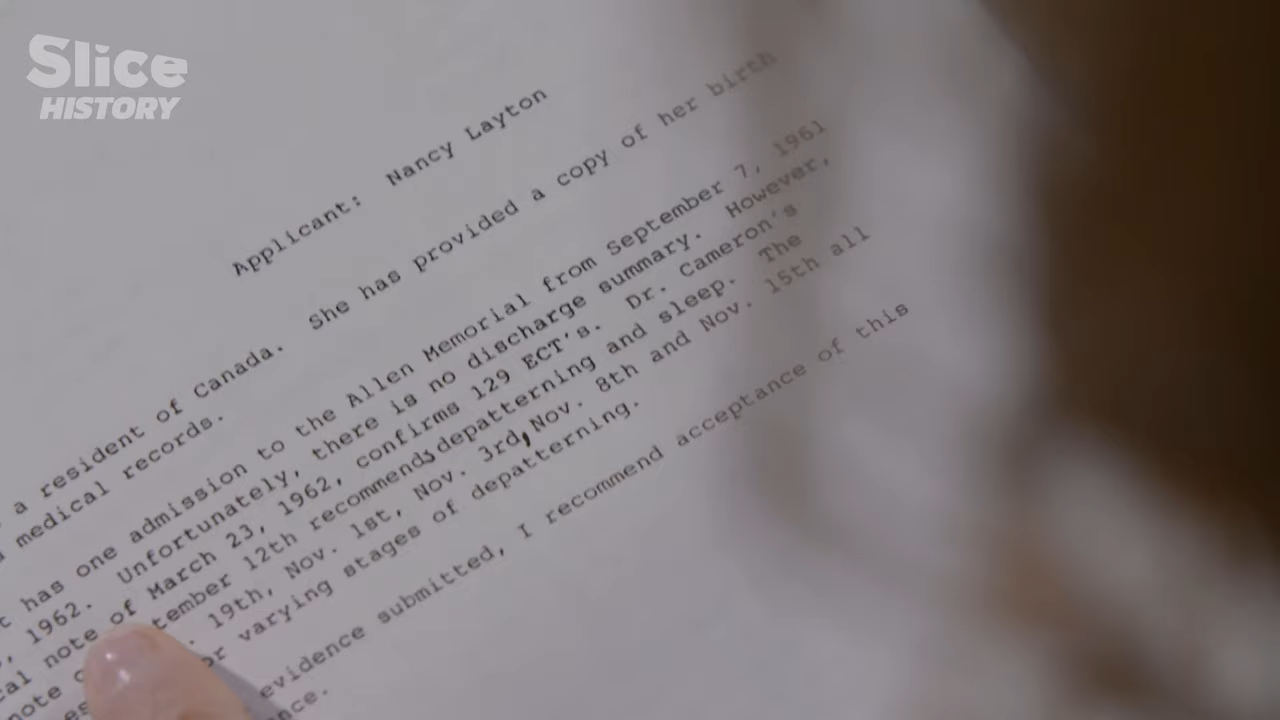 Slice
HISTORY
Applicant: Nancy Layton
a resident of Canada. She has provided a copy of her birth
medical records.
has one admission to the Allen Memorial from September 7, 1961
, 1962. Unfortunately, there is no discharge summary. However,
note of March 23, 1962, confirms 129 ECT's. Dr. Cameron's
note 12th recommends depatterning and sleep. The
19th, Nov. 1st, Nov. 3rd, Nov. 8th and Nov. 15th all
varying stages of depatterning.
evidence submitted, I recommend acceptance of this